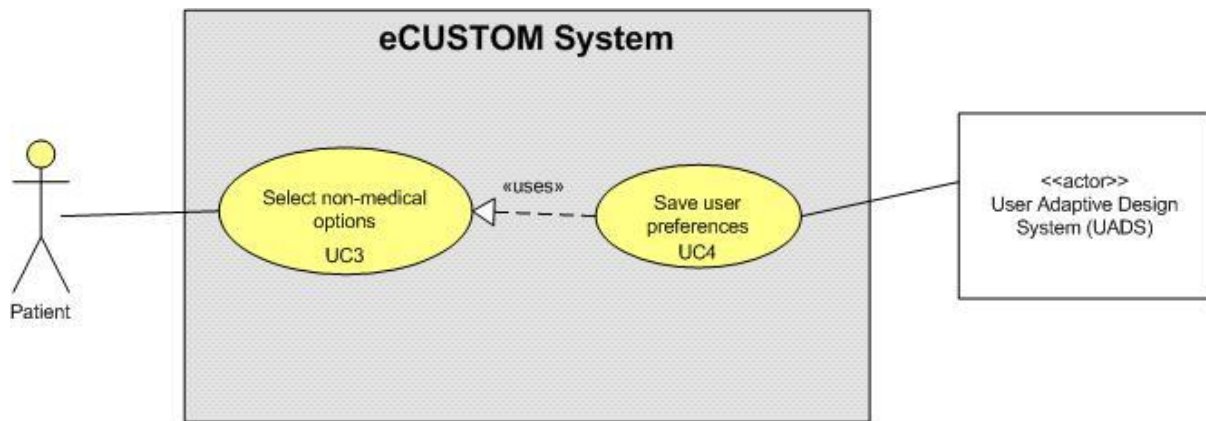 eCUSTOM System
Patient
Select non-medical
options
UC3
«uses»
Save user
preferences
UC4
<<actor>>
User Adaptive Design
System (UADS)